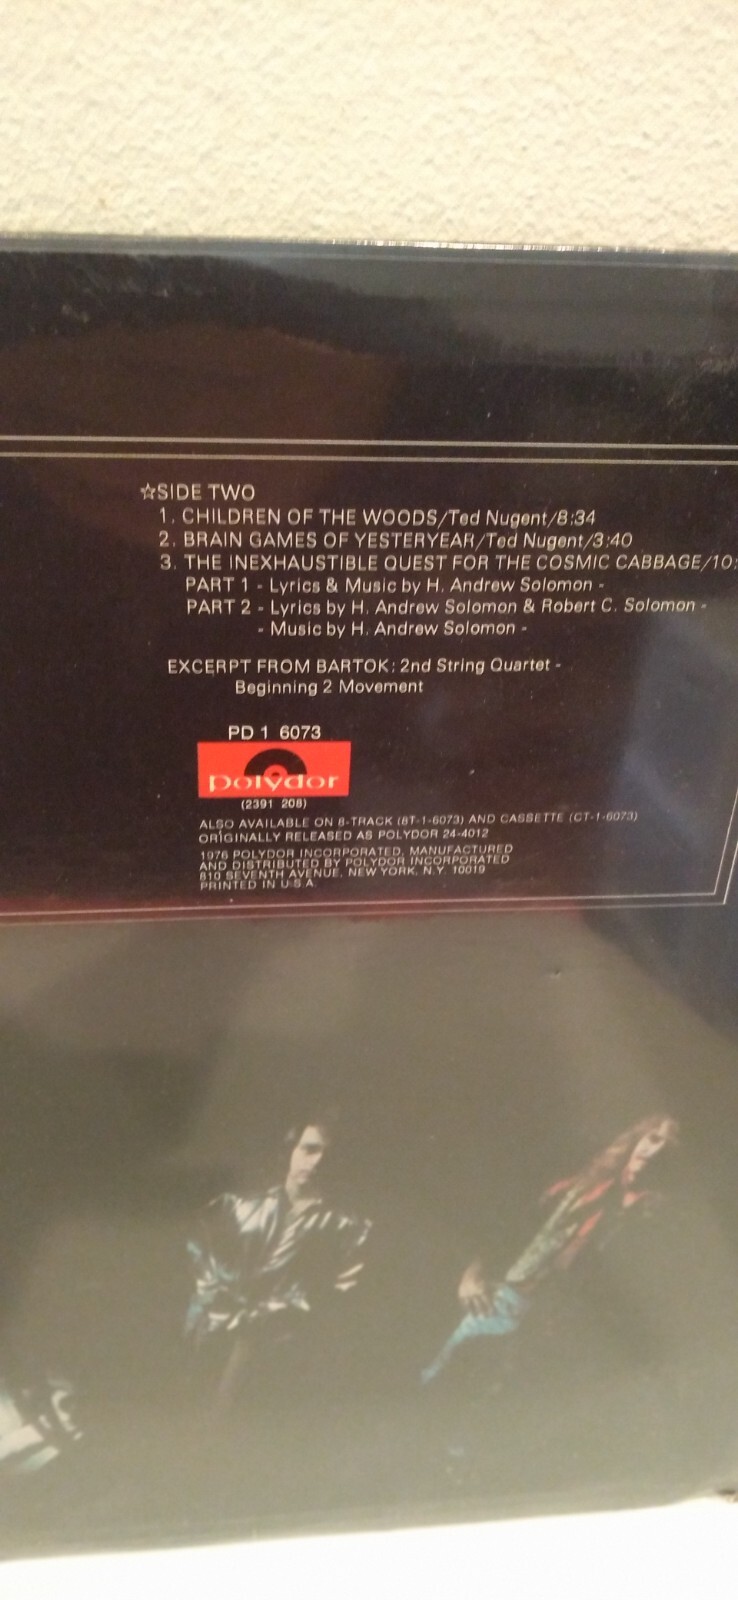 ☆SIDE TWO
1. CHILDREN OF THE WOODS/Ted Nugent/8:34
2. BRAIN GAMES OF YESTERYEAR/Ted Nugent/3:40
3. THE INEXHAUSTIBLE QUEST FOR THE COSMIC CABBAGE/10:
PART 1 - Lyrics & Music by H. Andrew Solomon -
PART 2 - Lyrics by H. Andrew Solomon & Robert C. Solomon -
- Music by H. Andrew Solomon -
EXCERPT FROM BARTOK: 2nd String Quartet -
Beginning 2 Movement
PD 1 6073
polydor
(2391 208)
ALSO AVAILABLE ON 8-TRACK (8T-1-6073) AND CASSETTE (CT-1-6073)
ORIGINALLY RELEASED AS POLYDOR 24-4012
1976 POLYDOR INCORPORATED, MANUFACTURED
AND DISTRIBUTED BY POLYDOR INCORPORATED
810 SEVENTH AVENUE, NEW YORK, N.Y. 10019
PRINTED IN U.S.A.